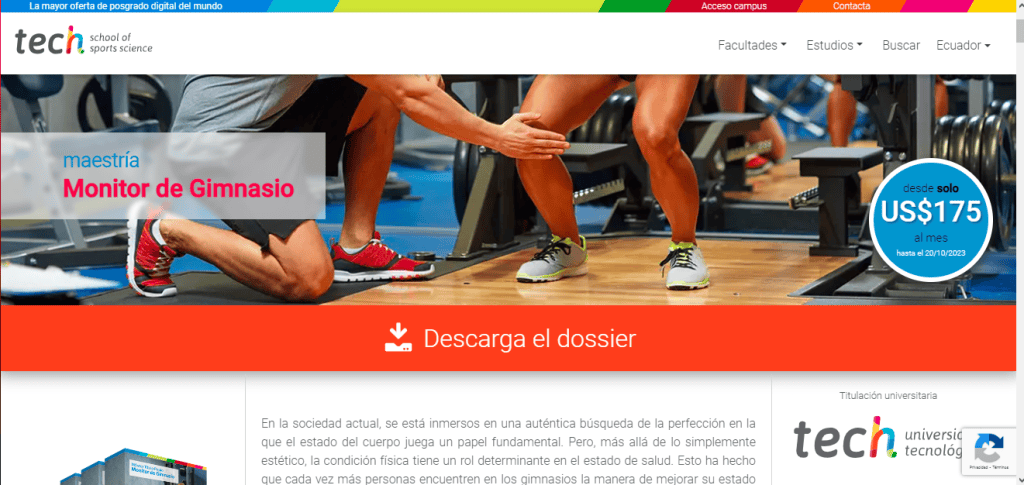 La mayor oferta de posgrado digital del mundo
Acceso campus
Contacta
tech school of
sports science
Facultades
Estudios
Buscar
Ecuador
maestría
Monitor de Gimnasio
desde solo
US$175
al mes
hasta el 20/10/2023
Descarga el dossier
Titulación universitaria
tech
universi
tecnológ
Privacidad - Términos
En la sociedad actual, se está inmersos en una auténtica búsqueda de la perfección en la
que el estado del cuerpo juega un papel fundamental. Pero, más allá de lo simplemente
estético, la condición física tiene un rol determinante en el estado de salud. Esto ha hecho
que cada vez más personas encuentren en los gimnasios la manera de mejorar su estado
Monitor de Gimnasio